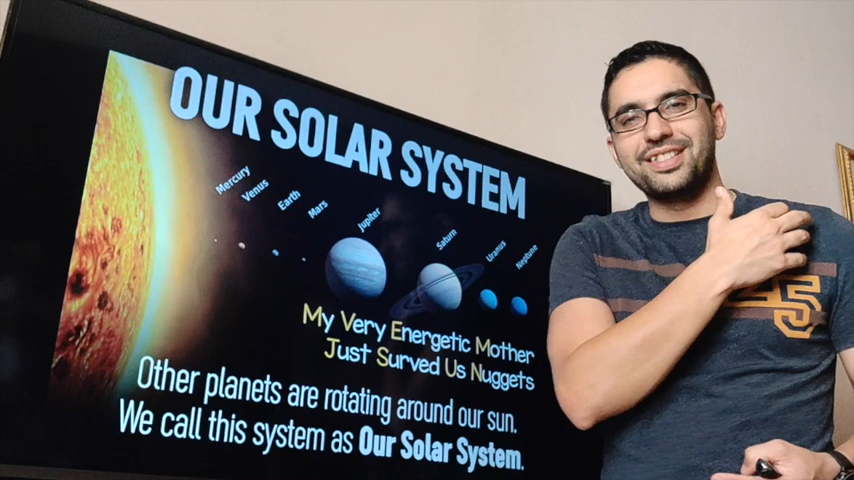 OUR SOLAR SYSTEM
Mercury
Venus
Earth
Mars
Jupiter
Saturn
Uranus
Neptune
My Very Energetic Mother
Just Surved Us Nuggets
Other planets are rotating around our sun.
We call this system as Our Solar System.